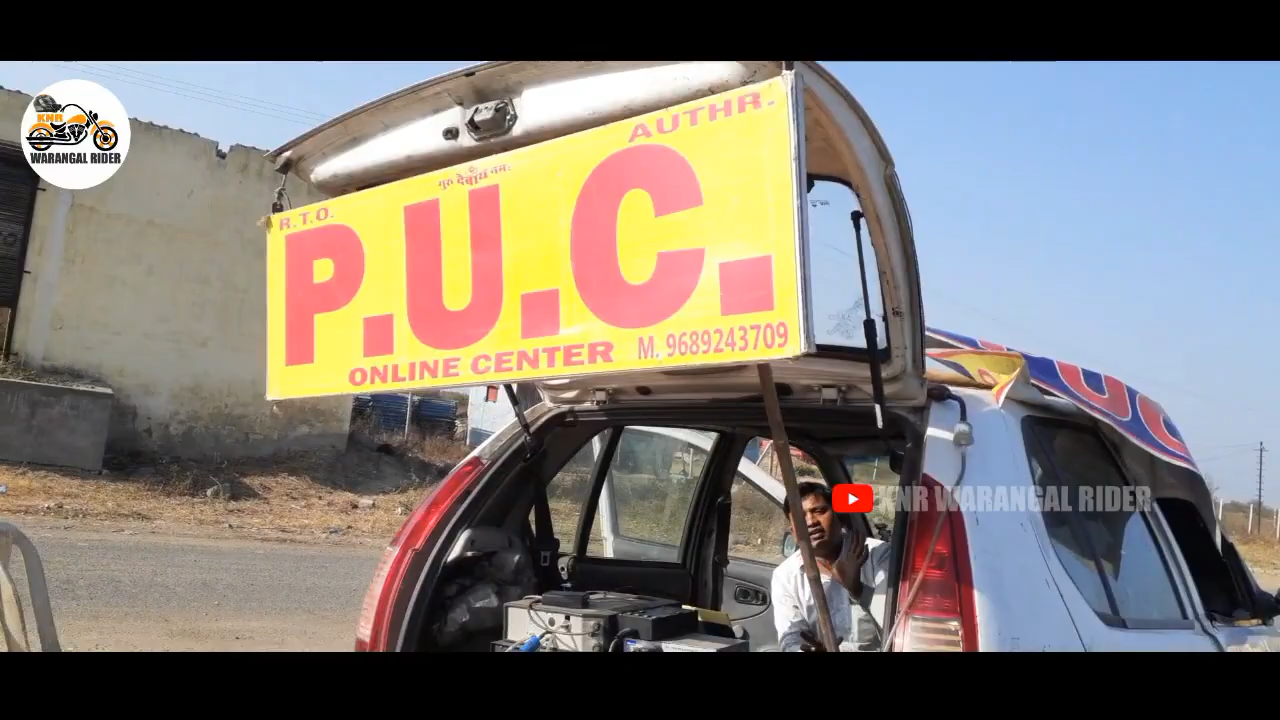 KNR
WARANGAL RIDER
AUTHR.
गुरु देवाय नमः
R.T.O.
P.U.C.
ONLINE CENTER
M. 9689243709
KNR WARANGAL RIDER